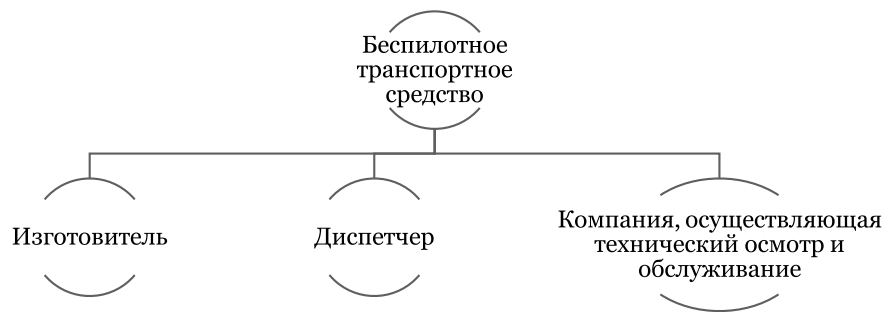 Беспилотное
транспортное
средство
Изготовитель
Диспетчер
Компания, осуществляющая
технический осмотр и
обслуживание